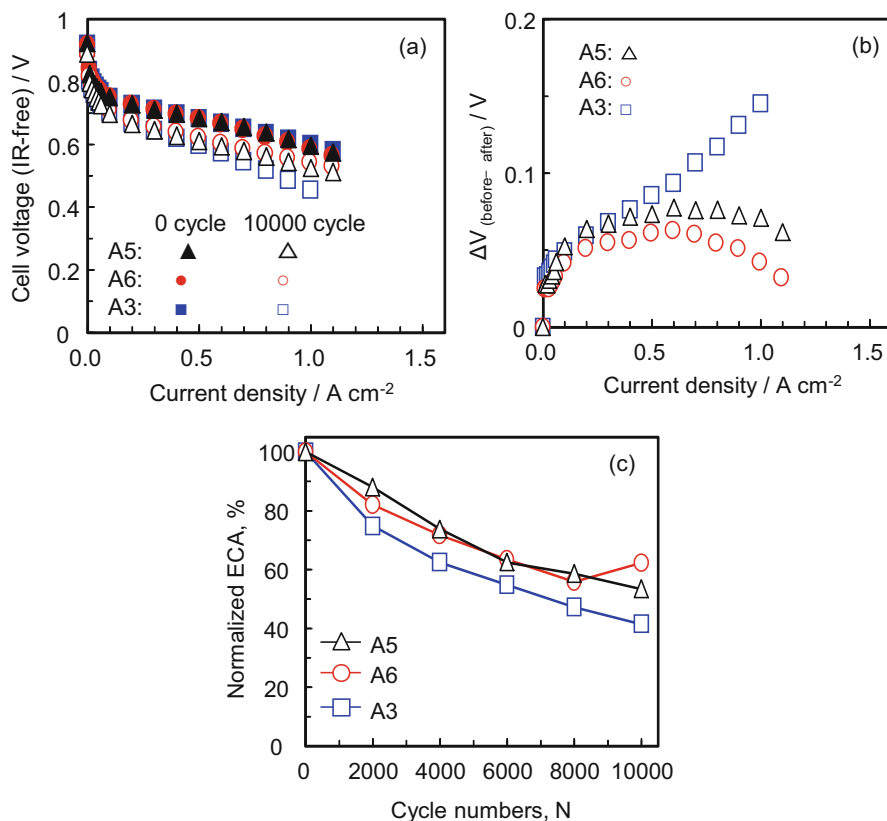 (a)
Cell voltage (IR-free) / V
1
0.8
0.6
0.4
0.2
0
0 cycle 10000 cycle
A5:
A6:
A3:
0.0 0.5 1.0 1.5
Current density / A cm-2
(b)
ΔV (before– after) / V
0.2
0.1
0
A5:
A6:
A3:
0.0 0.5 1.0 1.5
Current density / A cm-2
(c)
Normalized ECA, %
100
80
60
40
20
0
A5
A6
A3
0 2000 4000 6000 8000 10000
Cycle numbers, N